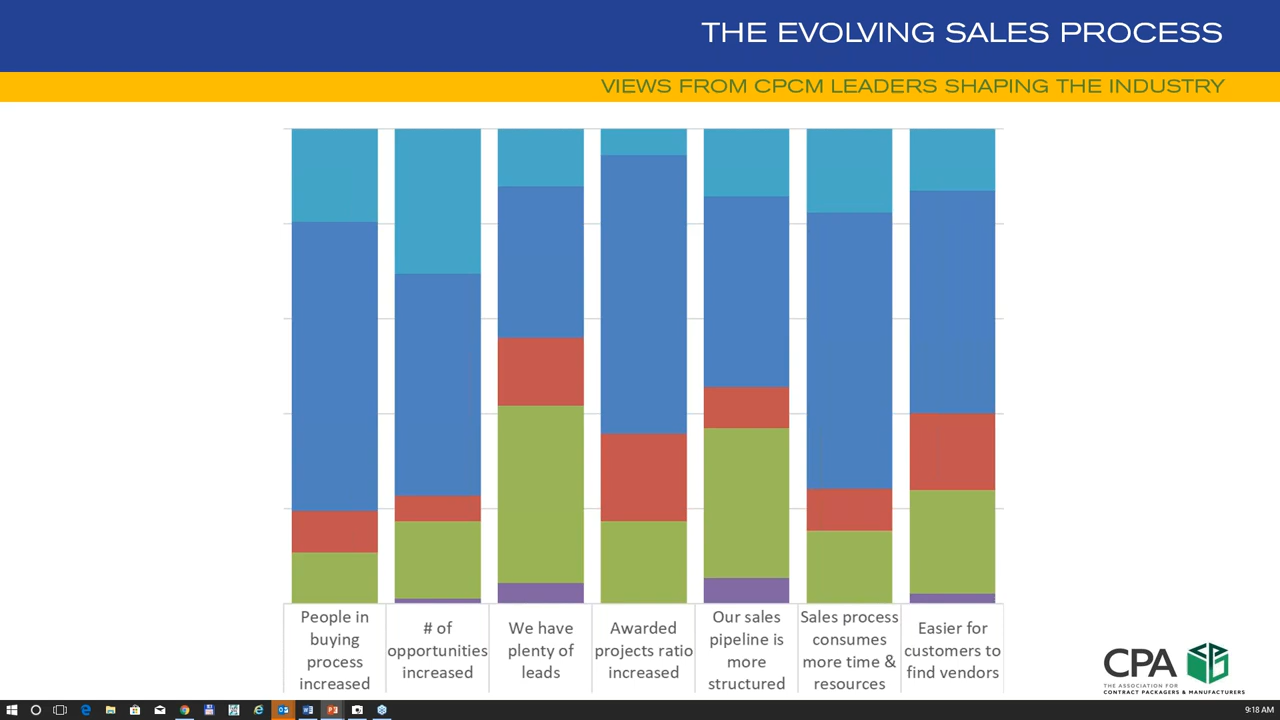 THE EVOLVING SALES PROCESS
VIEWS FROM CPCM LEADERS SHAPING THE INDUSTRY
People in
buying
process
increased
# of
opportunities
increased
We have
plenty of
leads
Awarded
projects ratio
increased
Our sales
pipeline is
more
structured
Sales process
consumes
more time &
resources
Easier for
customers to
find vendors
CPA
THE ASSOCIATION FOR
CONTRACT PACKAGERS & MANUFACTURERS
9:18 AM